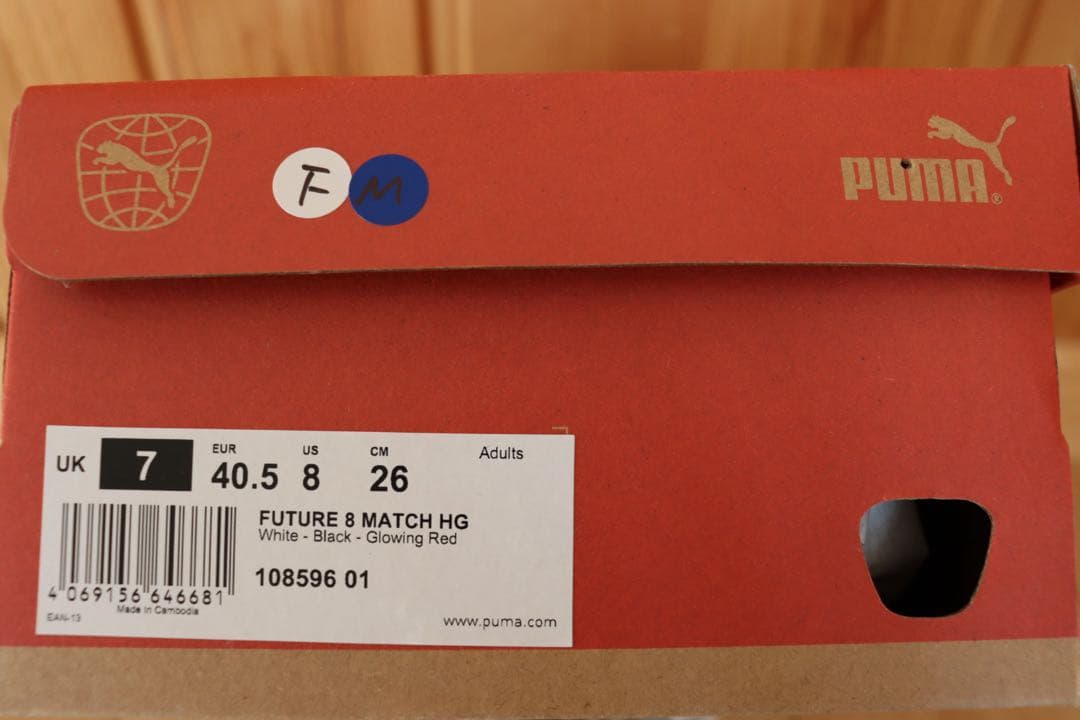 F M
PUMA®
UK 7 EUR 40.5 US 8 CM 26 Adults
FUTURE 8 MATCH HG
White - Black - Glowing Red
108596 01
4 069156 646681
Made in Cambodia
EAN-13
www.puma.com